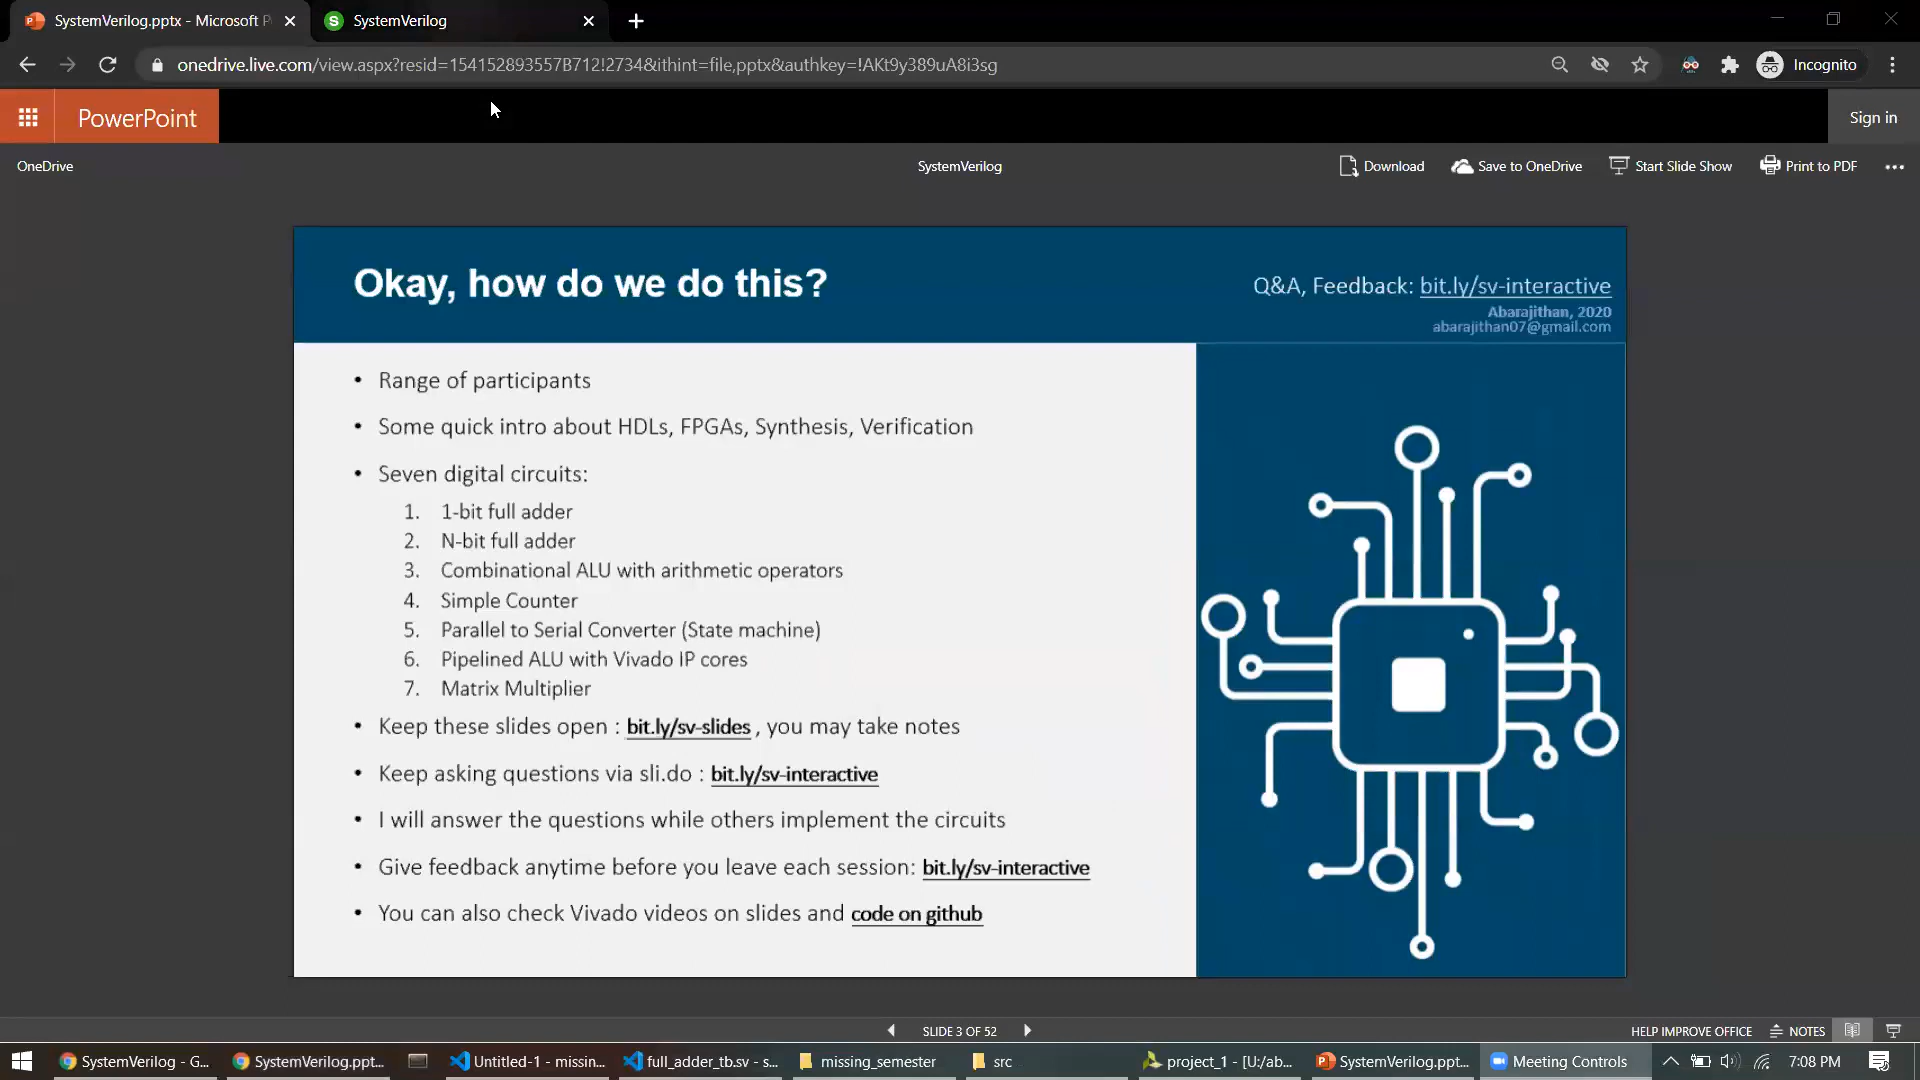 SystemVerilog.pptx - Microsoft P
SystemVerilog
onedrive.live.com/view.aspx?resid=154152893557B712!2734&ithint=file,pptx&authkey=!AKt9y389uA8i3sg
Incognito
PowerPoint
Sign in
OneDrive
SystemVerilog
Download
Save to OneDrive
Start Slide Show
Print to PDF
Okay, how do we do this?
Q&A, Feedback: bit.ly/sv-interactive
Abarajithan, 2020
abarajithan07@gmail.com
• Range of participants
• Some quick intro about HDLs, FPGAs, Synthesis, Verification
• Seven digital circuits:
1. 1-bit full adder
2. N-bit full adder
3. Combinational ALU with arithmetic operators
4. Simple Counter
5. Parallel to Serial Converter (State machine)
6. Pipelined ALU with Vivado IP cores
7. Matrix Multiplier
• Keep these slides open : bit.ly/sv-slides , you may take notes
• Keep asking questions via sli.do : bit.ly/sv-interactive
• I will answer the questions while others implement the circuits
• Give feedback anytime before you leave each session: bit.ly/sv-interactive
• You can also check Vivado videos on slides and code on github
SLIDE 3 OF 52
HELP IMPROVE OFFICE
NOTES
SystemVerilog - G...
SystemVerilog.ppt...
Untitled-1 - missin...
full_adder_tb.sv - s...
missing_semester
src
project_1 - [U:/ab...
SystemVerilog.ppt...
Meeting Controls
7:08 PM